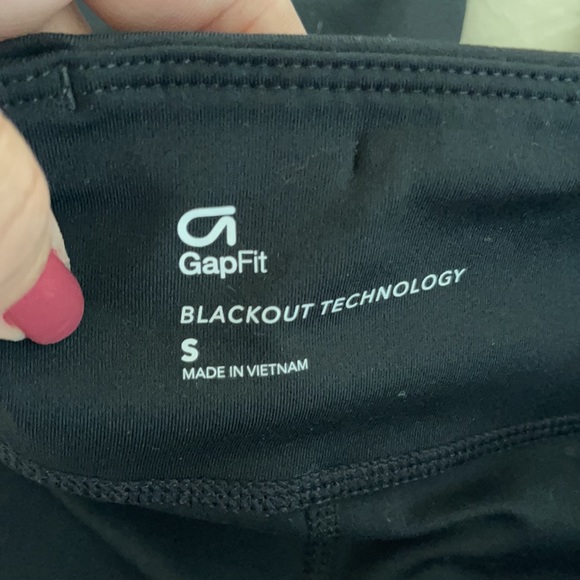 GapFit
BLACKOUT TECHNOLOGY
S
MADE IN VIETNAM